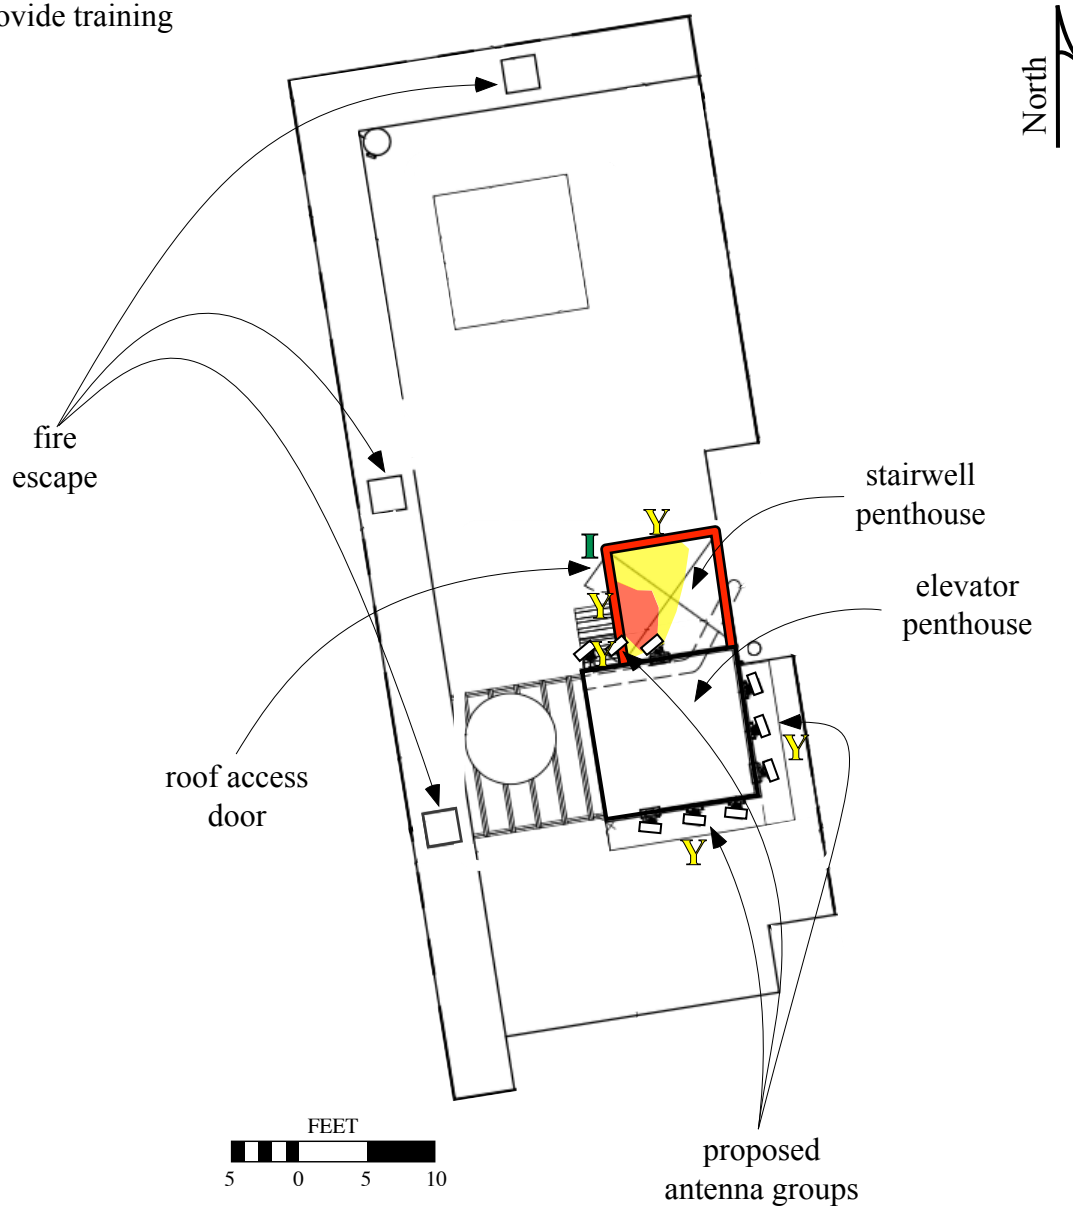 ovide training
North
fire
escape
stairwell
penthouse
I
Y
elevator
penthouse
Y
Y
Y
roof access
door
Y
FEET
5 0 5 10
proposed
antenna groups